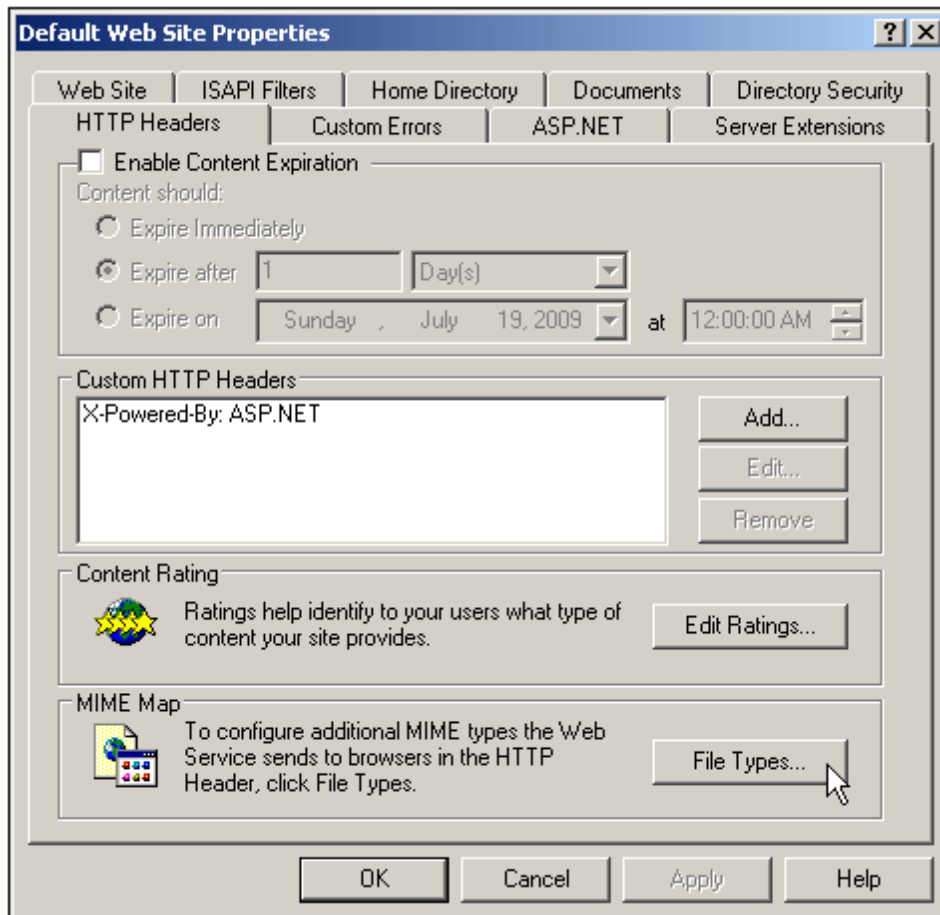 Default Web Site Properties
Web Site ISAPI Filters Home Directory Documents Directory Security
HTTP Headers Custom Errors ASP.NET Server Extensions
Enable Content Expiration
Content should:
Expire Immediately
Expire after 1 Day(s)
Expire on Sunday , July 19, 2009 at 12:00:00 AM
Custom HTTP Headers
X-Powered-By: ASP.NET
Add...
Edit...
Remove
Content Rating
Ratings help identify to your users what type of
content your site provides.
Edit Ratings...
MIME Map
To configure additional MIME types the Web
Service sends to browsers in the HTTP
Header, click File Types.
File Types...
OK Cancel Apply Help